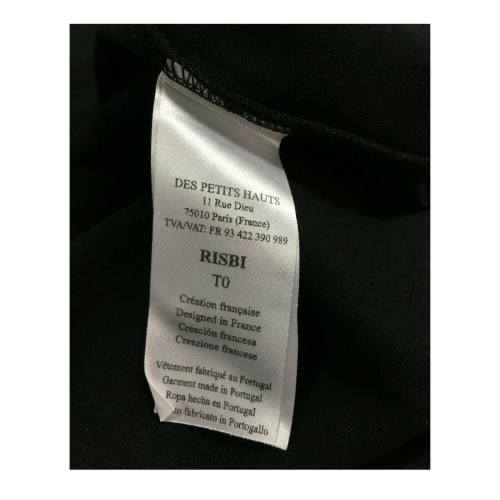 DES PETITS HAUTS
11 Rue Dieu
75010 Paris (France)
TVA/VAT: FR 93 422 390 989
RISBI
T0
Création française
Designed in France
Creación francesa
Creazione francese
Vêtement fabriqué au Portugal
Garment made in Portugal
Ropa hecha en Portugal
to fabricato in Portogallo